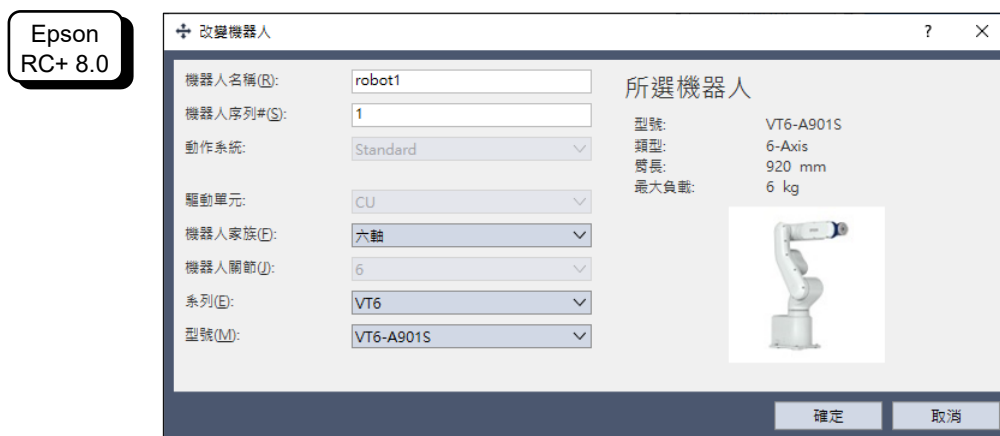 Epson
RC+ 8.0
改變機器人
?
機器人名稱(R): robot1
機器人序列#(S): 1
動作系統: Standard
驅動單元: CU
機器人家族(F): 六軸
機器人關節(J): 6
系列(E): VT6
型號(M): VT6-A901S
所選機器人
型號: VT6-A901S
類型: 6-Axis
臂長: 920 mm
最大負載: 6 kg
確定
取消